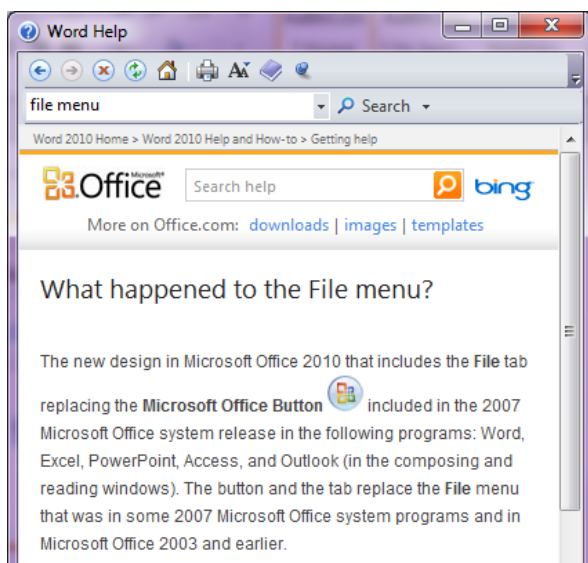 Word Help
file menu
Search
Word 2010 Home > Word 2010 Help and How-to > Getting help
Microsoft®
Office
Search help
bing
More on Office.com: downloads | images | templates
What happened to the File menu?
The new design in Microsoft Office 2010 that includes the File tab
replacing the Microsoft Office Button included in the 2007
Microsoft Office system release in the following programs: Word,
Excel, PowerPoint, Access, and Outlook (in the composing and
reading windows). The button and the tab replace the File menu
that was in some 2007 Microsoft Office system programs and in
Microsoft Office 2003 and earlier.